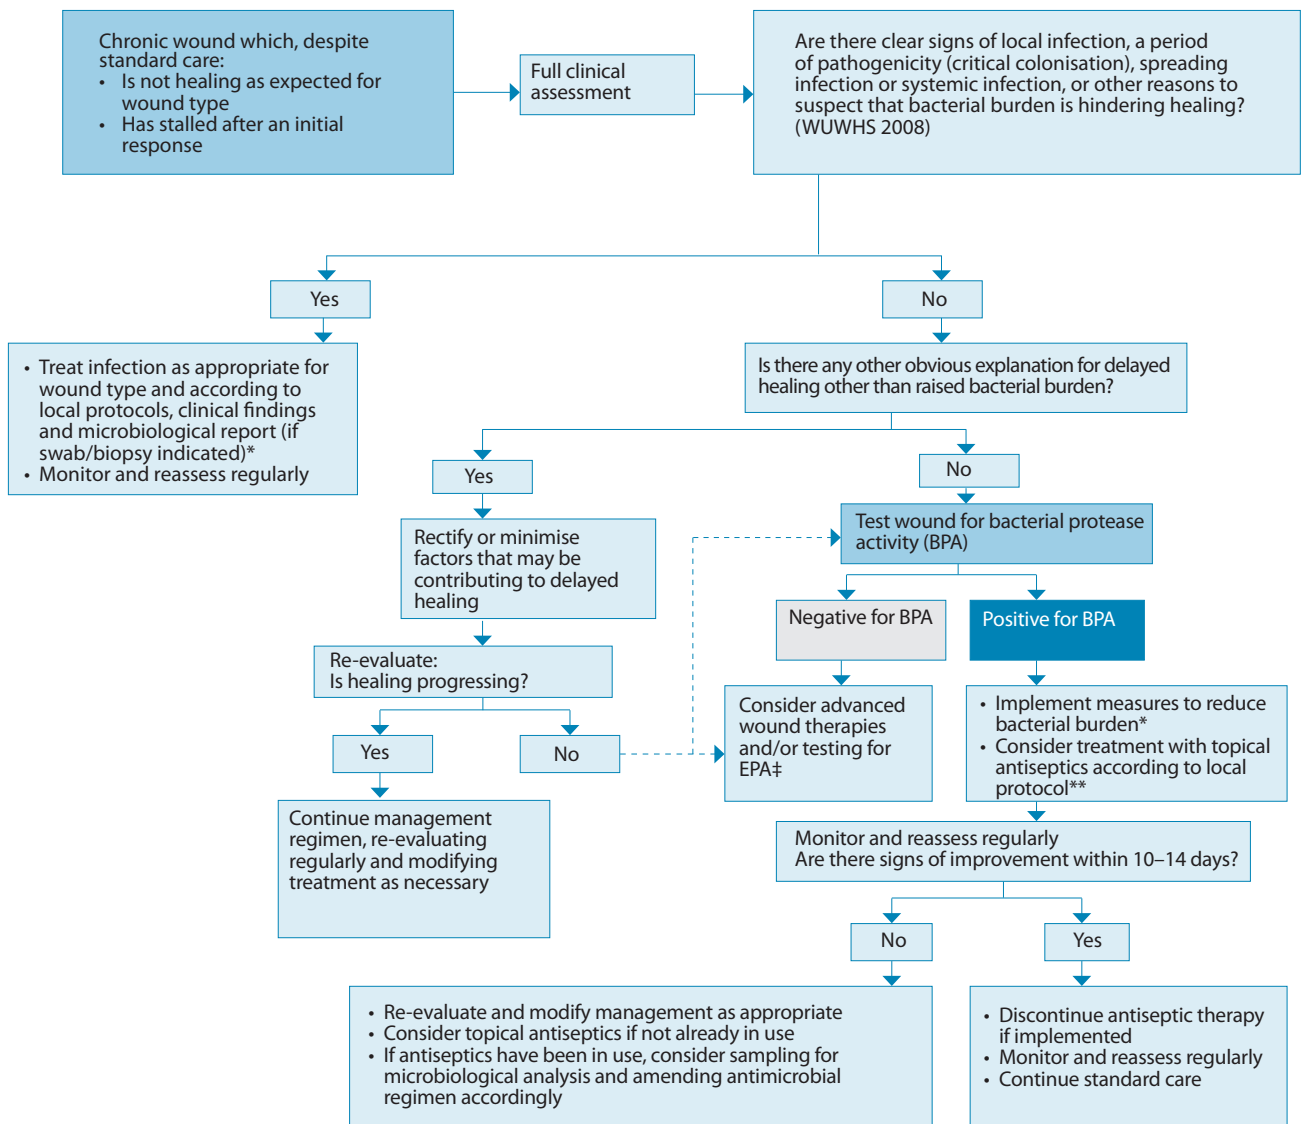 Chronic wound which, despite
standard care:
• Is not healing as expected for
wound type
• Has stalled after an initial
response
Full clinical
assessment
Are there clear signs of local infection, a period
of pathogenicity (critical colonisation), spreading
infection or systemic infection, or other reasons to
suspect that bacterial burden is hindering healing?
(WUWHS 2008)
Yes
No
• Treat infection as appropriate for
wound type and according to
local protocols, clinical findings
and microbiological report (if
swab/biopsy indicated)*
• Monitor and reassess regularly
Is there any other obvious explanation for delayed
healing other than raised bacterial burden?
Yes
No
Rectify or minimise
factors that may be
contributing to delayed
healing
Test wound for bacterial protease
activity (BPA)
Negative for BPA
Positive for BPA
Re-evaluate:
Is healing progressing?
Yes
No
Consider advanced
wound therapies
and/or testing for
EPA‡
• Implement measures to reduce
bacterial burden*
• Consider treatment with topical
antiseptics according to local
protocol**
Continue management
regimen, re-evaluating
regularly and modifying
treatment as necessary
Monitor and reassess regularly
Are there signs of improvement within 10–14 days?
No
Yes
• Re-evaluate and modify management as appropriate
• Consider topical antiseptics if not already in use
• If antiseptics have been in use, consider sampling for
microbiological analysis and amending antimicrobial
regimen accordingly
• Discontinue antiseptic therapy
if implemented
• Monitor and reassess regularly
• Continue standard care